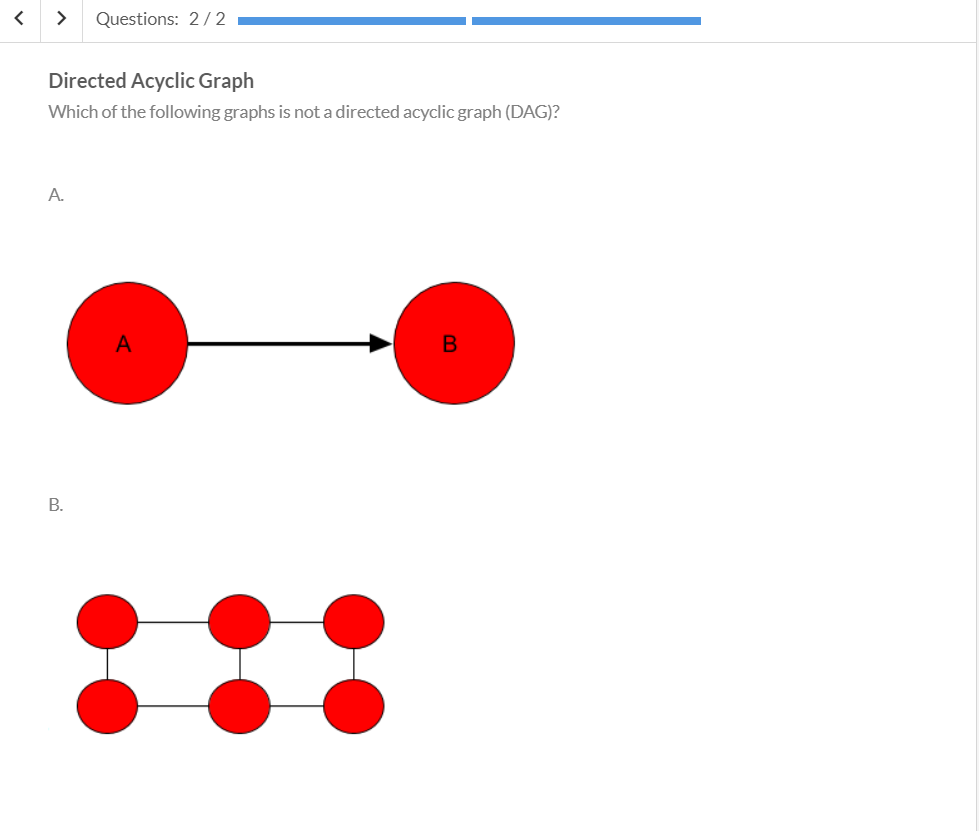 Questions: 2 / 2
Directed Acyclic Graph
Which of the following graphs is not a directed acyclic graph (DAG)?
A.
A B
B.